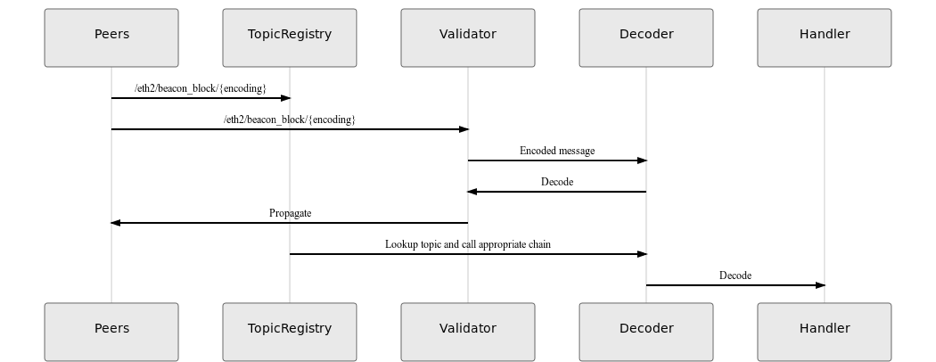 Peers
TopicRegistry
Validator
Decoder
Handler
/eth2/beacon_block/{encoding}
/eth2/beacon_block/{encoding}
Encoded message
Decode
Propagate
Lookup topic and call appropriate chain
Decode
Peers
TopicRegistry
Validator
Decoder
Handler